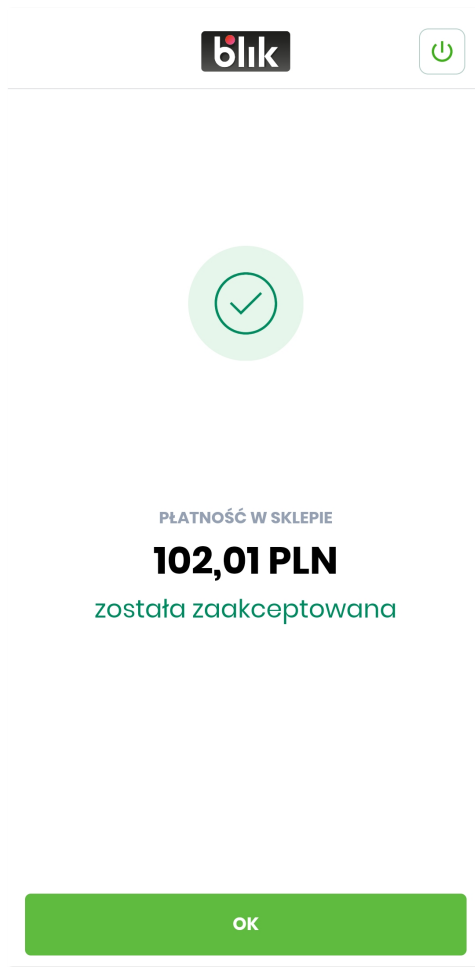 blik
PŁATNOŚĆ W SKLEPIE
102,01 PLN
została zaakceptowana
OK